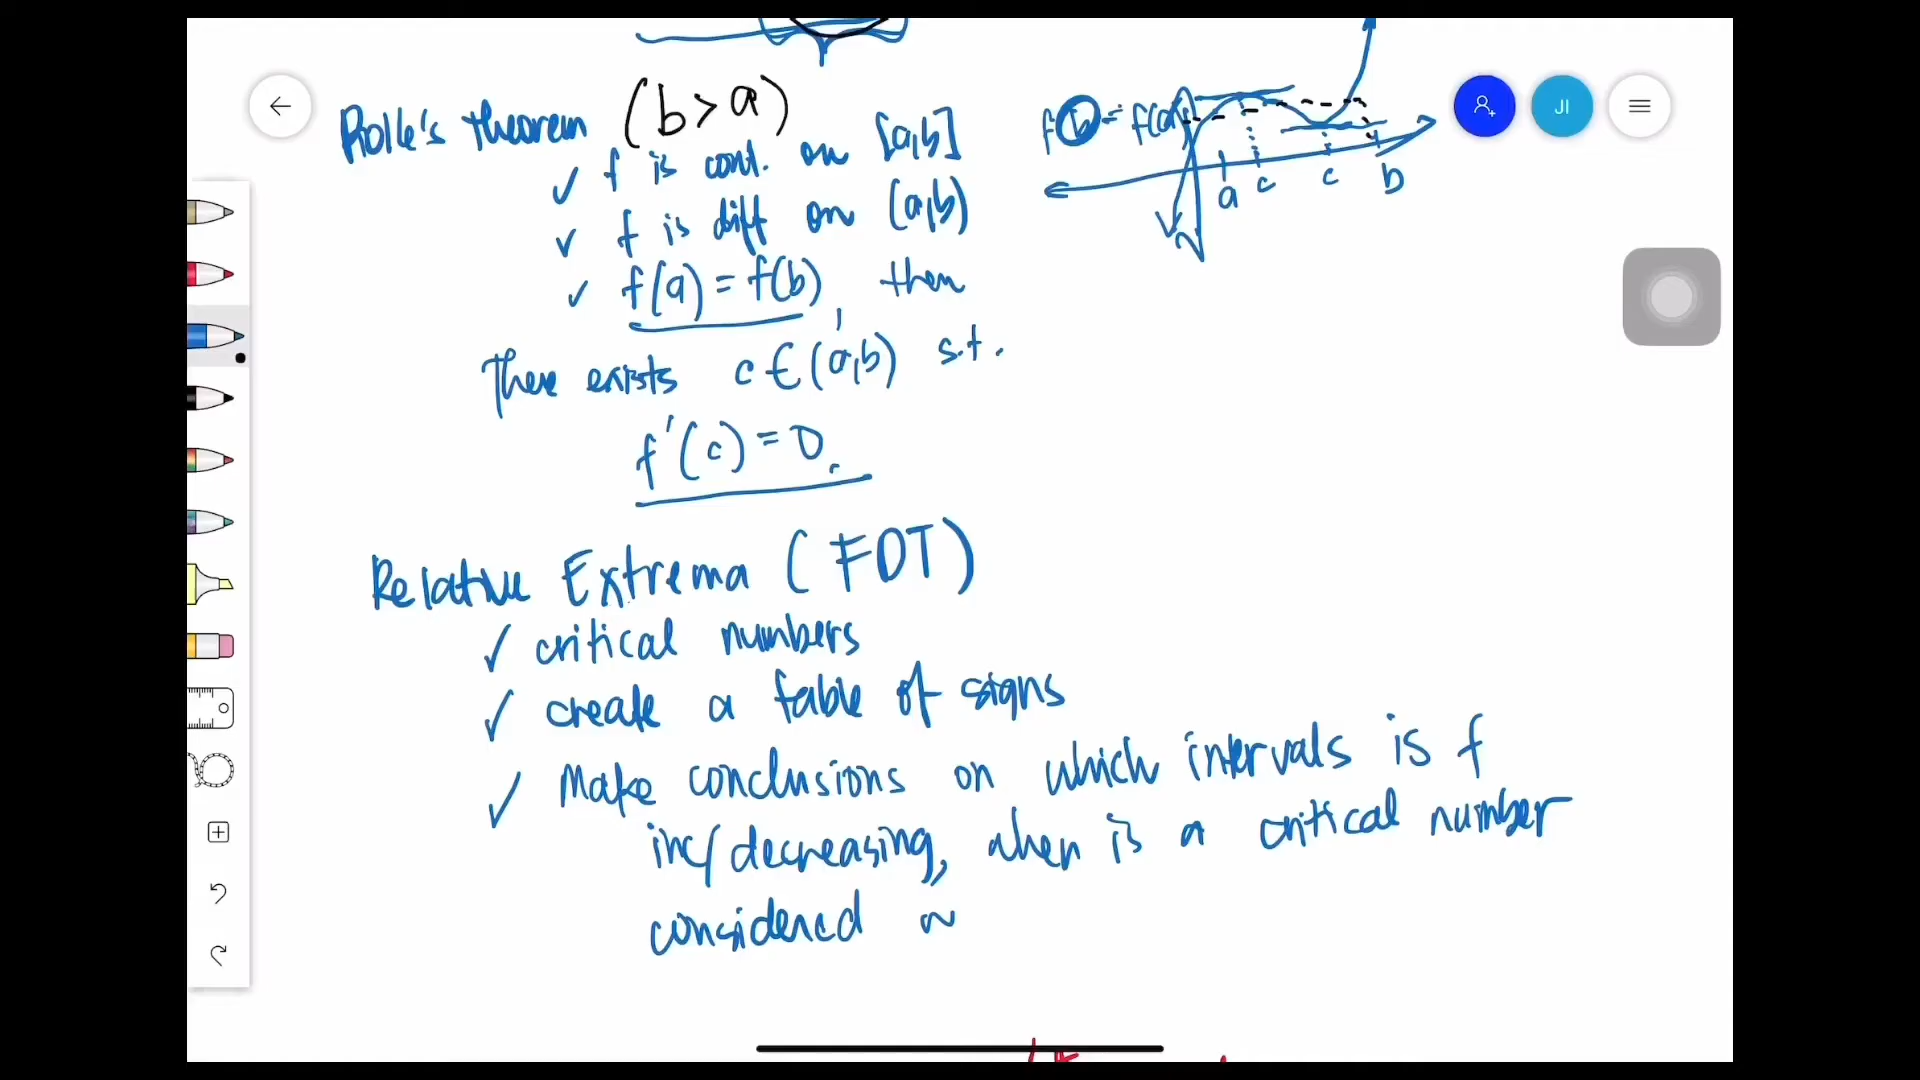 Rolle's theorem (b > a)
✓ f is cont. on [a,b]
✓ f is diff on (a,b)
✓ f(a) = f(b), then
There exists c ∈ (a,b) s.t.
f'(c) = 0.
f(b) = f(a)
a c c b
JI
Relative Extrema (FDT)
✓ critical numbers
✓ create a table of signs
✓ Make conclusions on which intervals is f
inc/decreasing, when is a critical number
considered